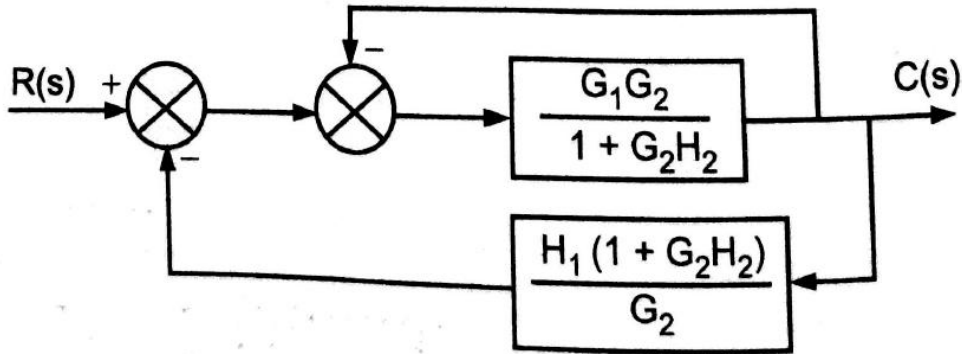 −
R(s) +
G₁G₂
1 + G₂H₂
C(s)
−
H₁ (1 + G₂H₂)
G₂